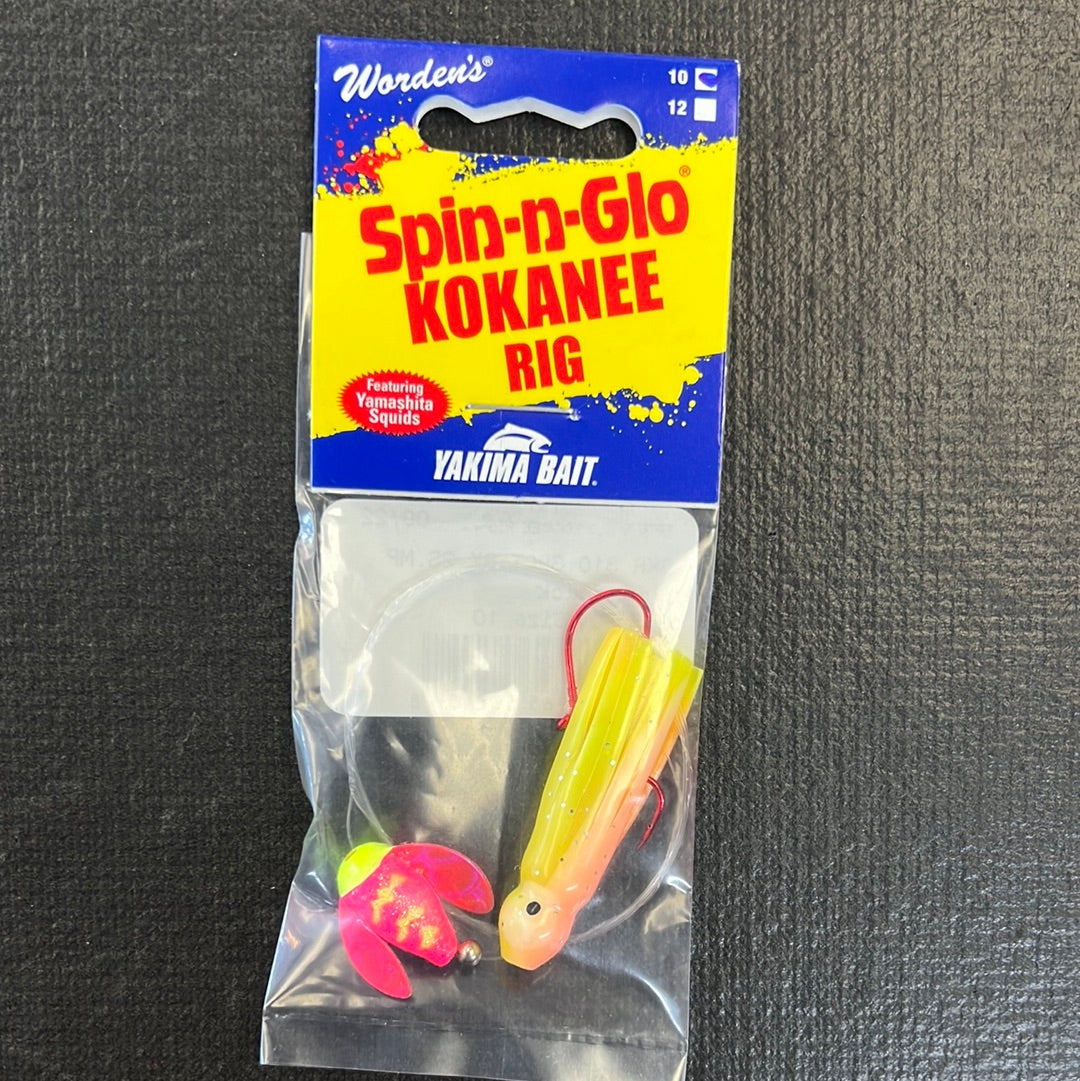 Worden's®
10
12
Spin-n-Glo®
KOKANEE
RIG
Featuring
Yamashita
Squids
YAKIMA BAIT®